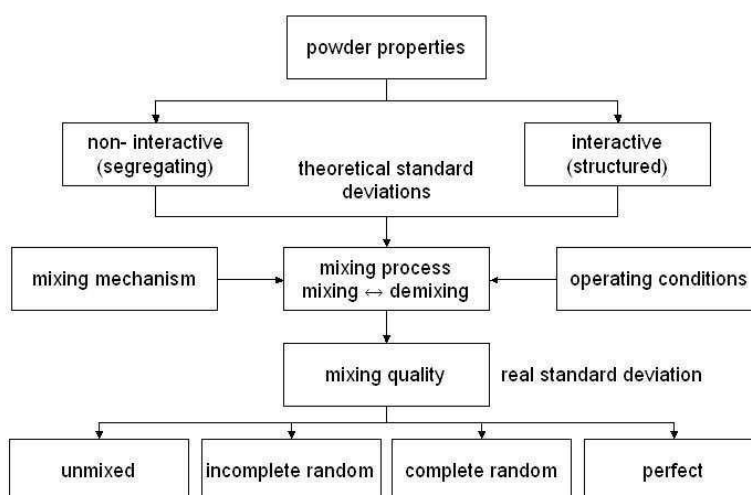 powder properties
non- interactive
(segregating)
interactive
(structured)
theoretical standard
deviations
mixing mechanism
mixing process
mixing ↔ demixing
operating conditions
mixing quality
real standard deviation
unmixed
incomplete random
complete random
perfect